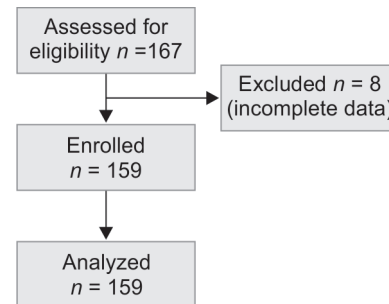 Assessed for
eligibility n =167
Excluded n = 8
(incomplete data)
Enrolled
n = 159
Analyzed
n = 159